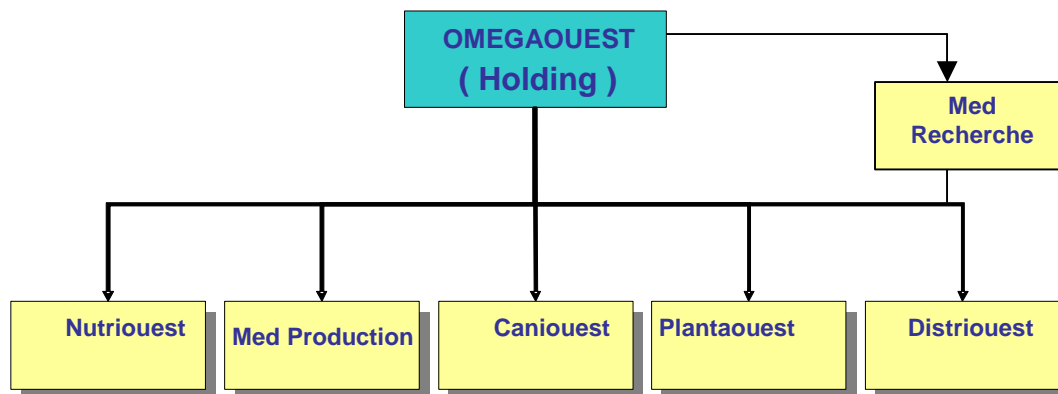 OMEGAOUEST
( Holding )
Med
Recherche
Nutriouest
Med Production
Caniouest
Plantaouest
Distriouest